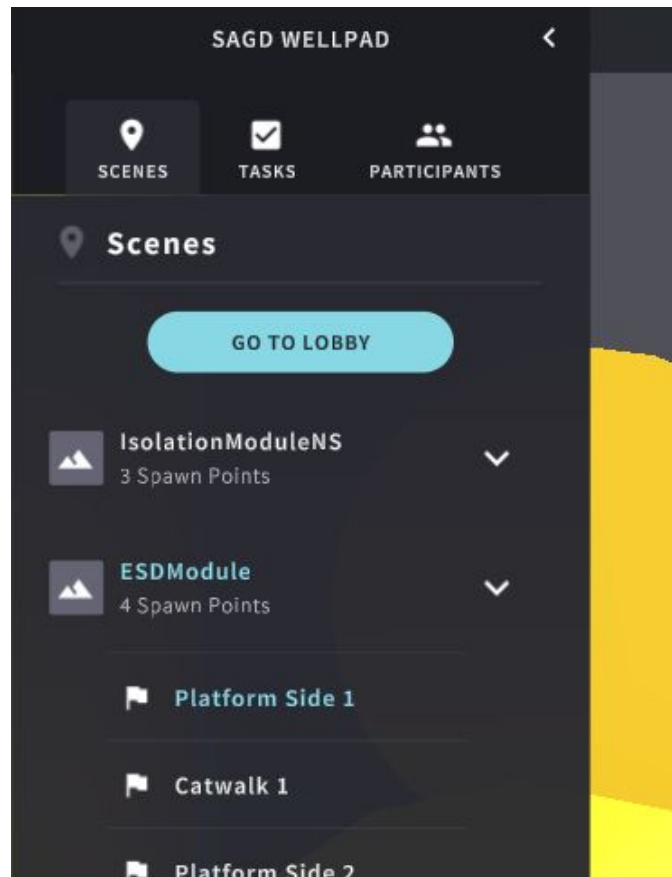 SAGD WELLPAD
SCENES TASKS PARTICIPANTS
Scenes
GO TO LOBBY
IsolationModuleNS
3 Spawn Points
ESDModule
4 Spawn Points
Platform Side 1
Catwalk 1
Platform Side 2